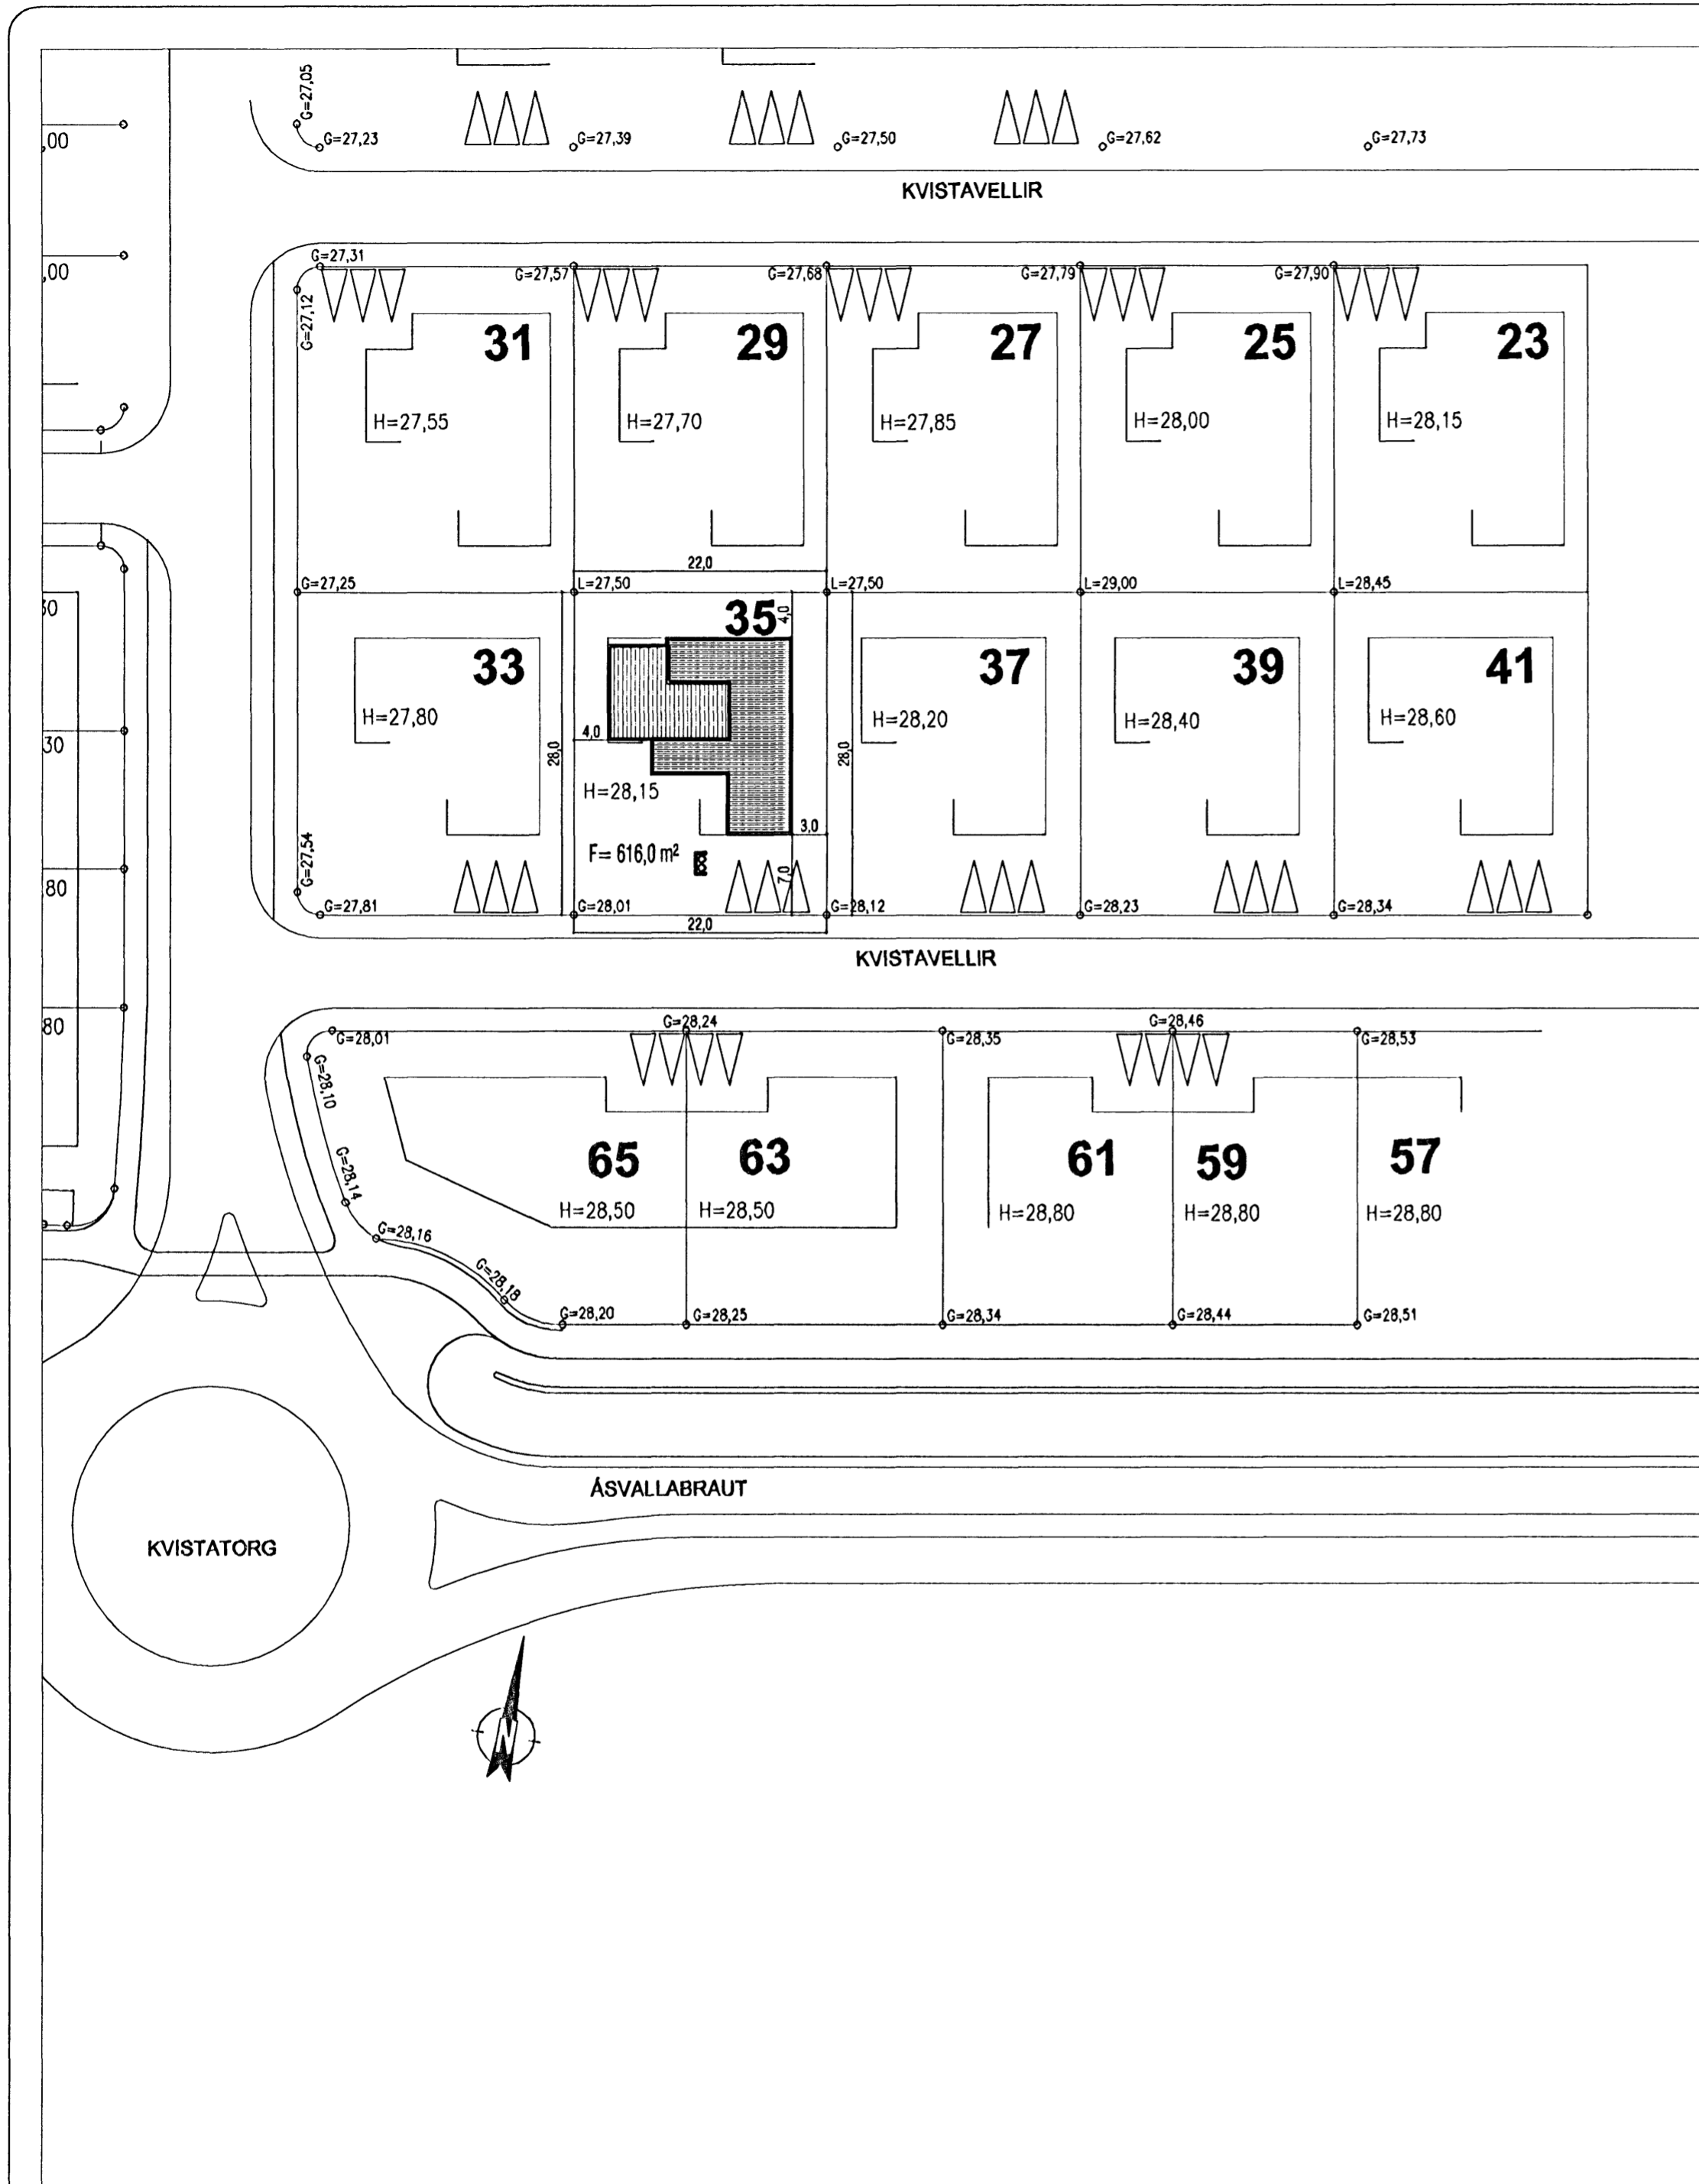 G=27,05
,00
G=27,23
G=27,39
G=27,50
G=27,62
G=27,73
KVISTAVELLIR
,00
G=27,31
G=27,57
G=27,68
G=27,79
G=27,90
G=27,12
31
29
27
25
23
H=27,55
H=27,70
H=27,85
H=28,00
H=28,15
22,0
G=27,25
L=27,50
L=27,50
L=29,00
L=28,45
30
35
4,0
33
37
39
41
H=27,80
4,0
H=28,20
H=28,40
H=28,60
30
28,0
28,0
H=28,15
3,0
F= 616,0 m²
7,0
G=27,54
80
G=27,81
G=28,01
G=28,12
G=28,23
G=28,34
22,0
KVISTAVELLIR
80
G=28,01
G=28,24
G=28,35
G=28,46
G=28,53
G=28,10
65
63
61
59
57
G=28,14
H=28,50
H=28,50
H=28,80
H=28,80
H=28,80
G=28,16
G=28,18
G=28,20
G=28,25
G=28,34
G=28,44
G=28,51
ÁSVALLABRAUT
KVISTATORG